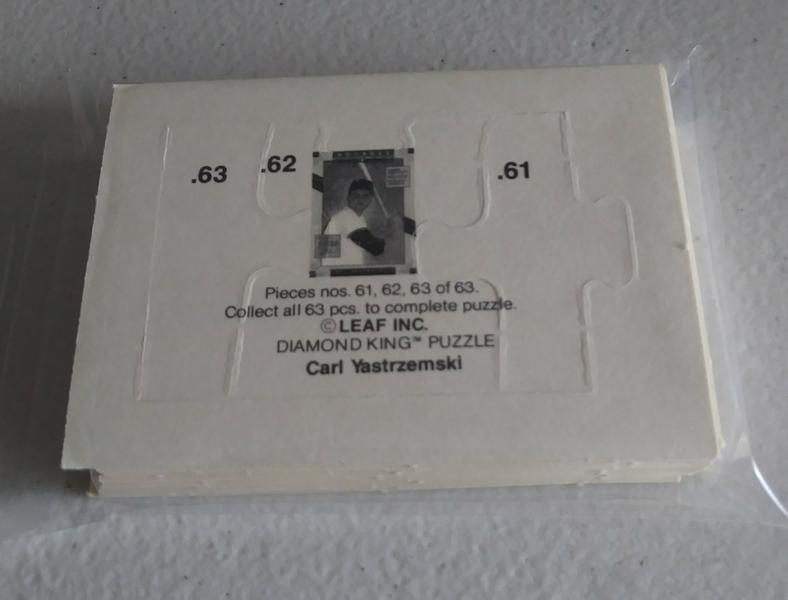 .63 .62 .61
Pieces nos. 61, 62, 63 of 63.
Collect all 63 pcs. to complete puzzle.
©LEAF INC.
DIAMOND KING™ PUZZLE
Carl Yastrzemski